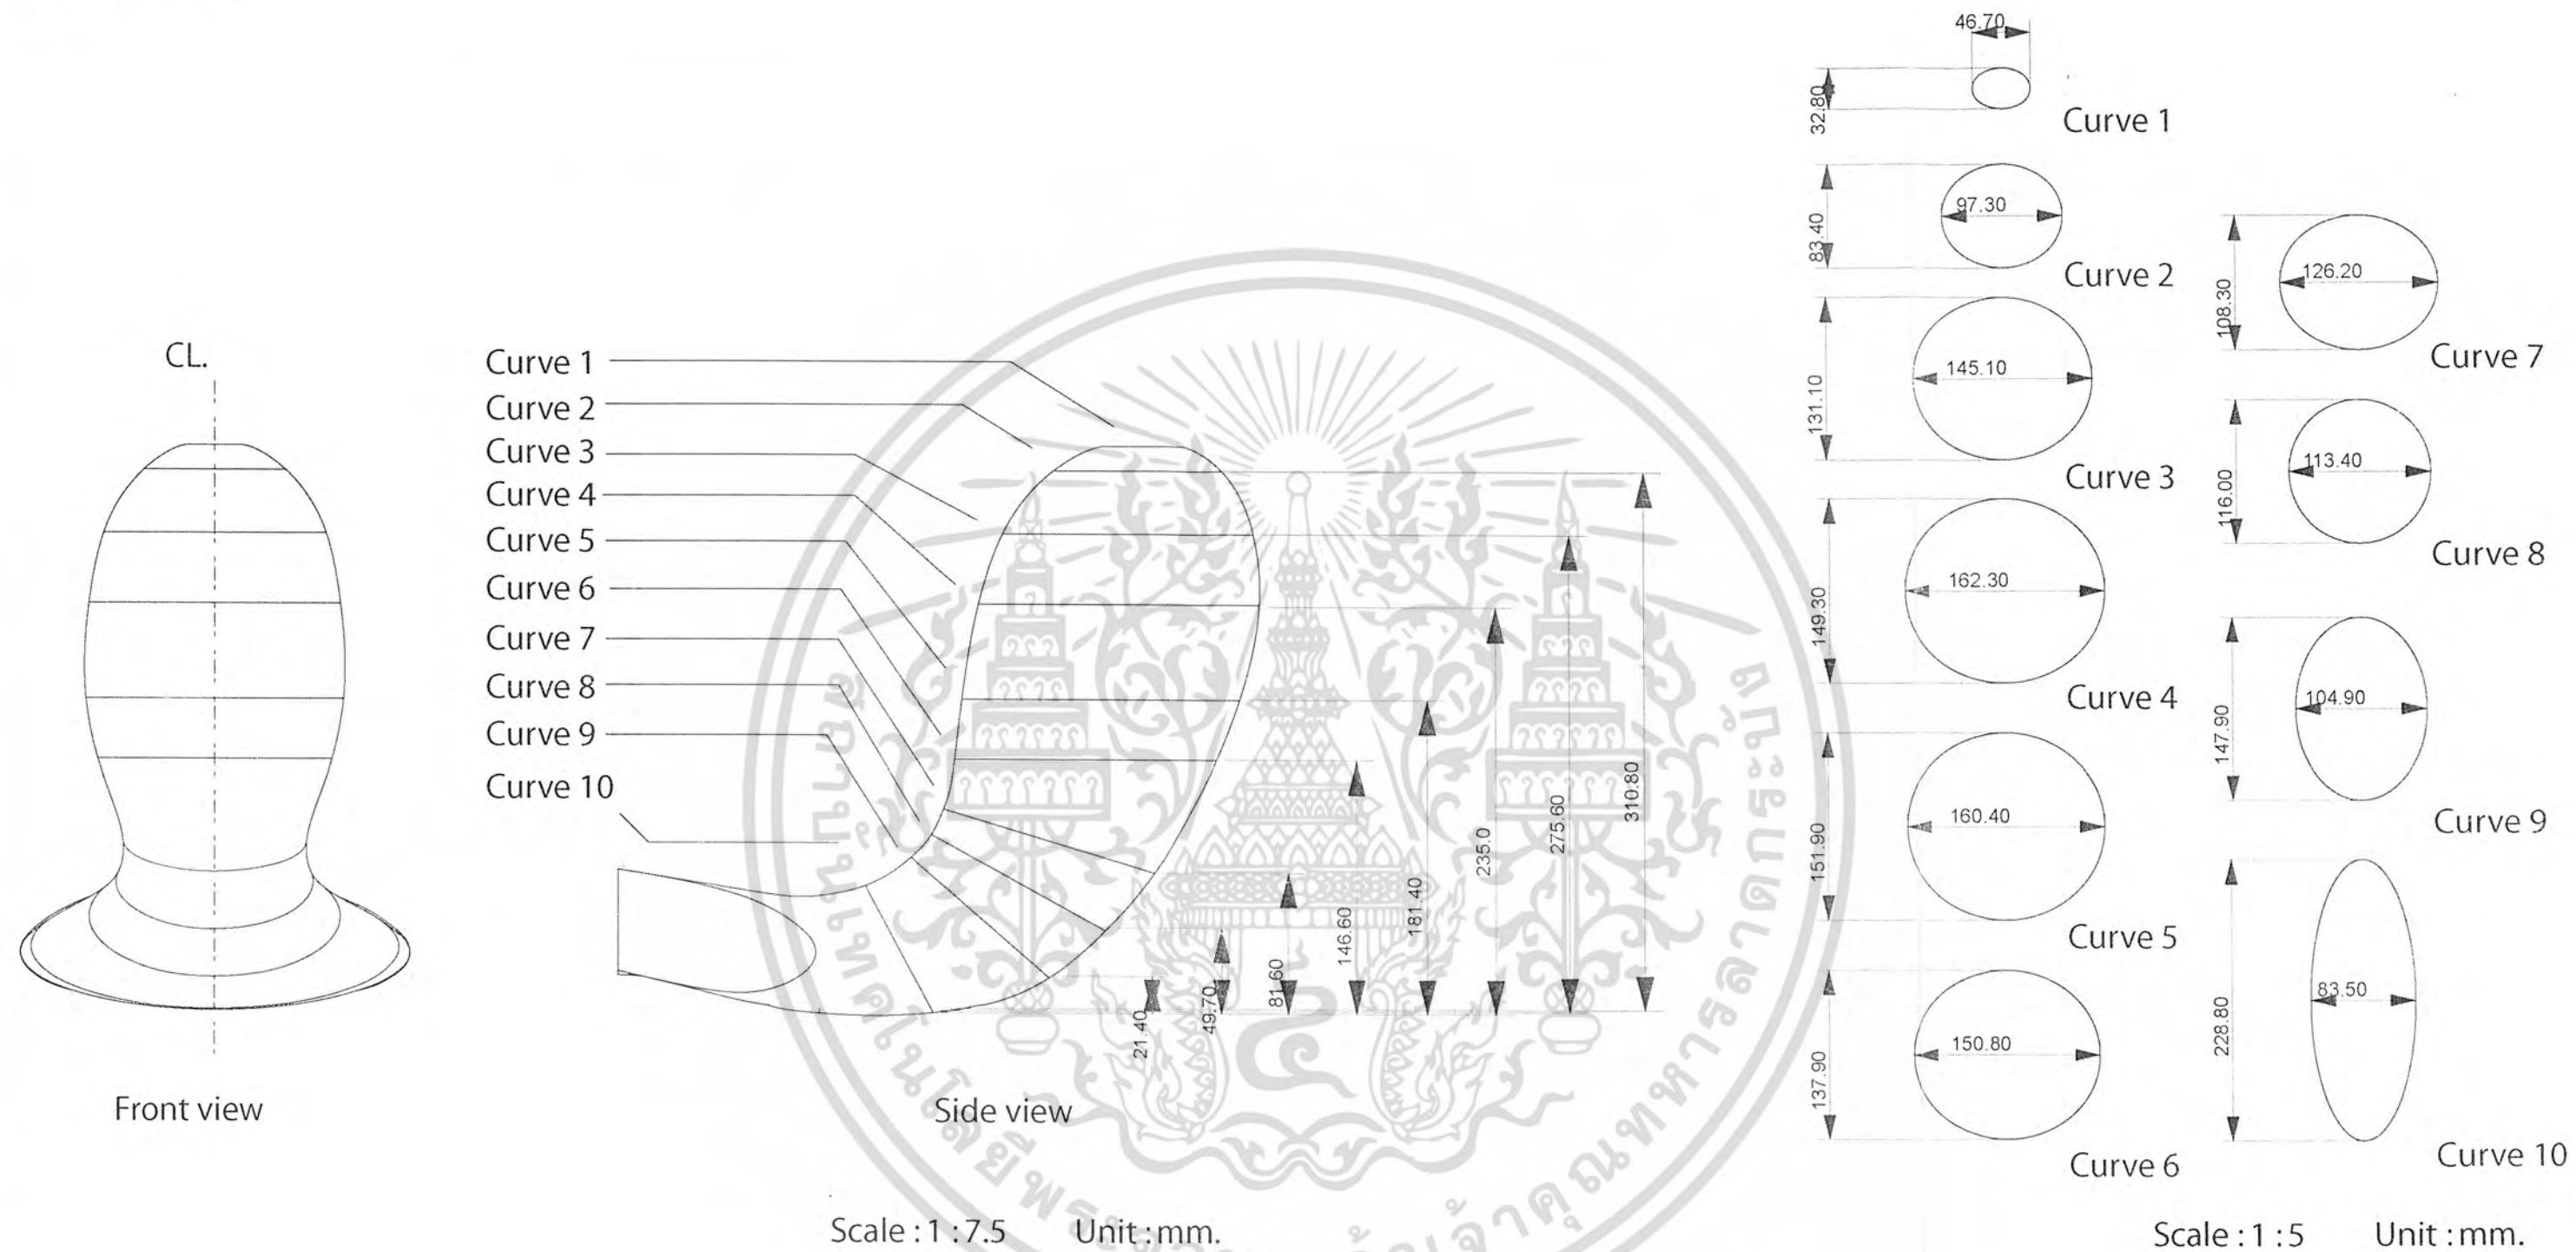 CL.
Front view
Curve 1
Curve 2
Curve 3
Curve 4
Curve 5
Curve 6
Curve 7
Curve 8
Curve 9
Curve 10
21.40
49.70
81.60
146.60
181.40
235.0
275.60
310.80
Side view
Scale : 1 : 7.5 Unit : mm.
46.70
32.80
Curve 1
97.30
83.40
Curve 2
145.10
131.10
Curve 3
162.30
149.30
Curve 4
160.40
151.90
Curve 5
150.80
137.90
Curve 6
126.20
108.30
Curve 7
113.40
116.00
Curve 8
104.90
147.90
Curve 9
83.50
228.80
Curve 10
Scale : 1 : 5 Unit : mm.